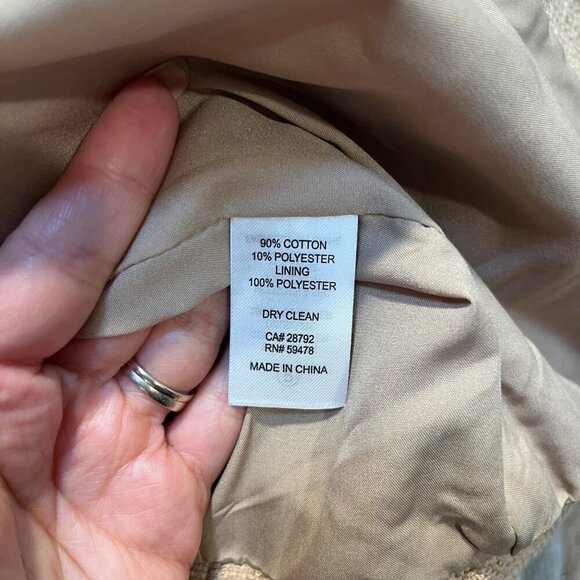 90% COTTON
10% POLYESTER
LINING
100% POLYESTER
DRY CLEAN
CA# 28792
RN# 59478
MADE IN CHINA